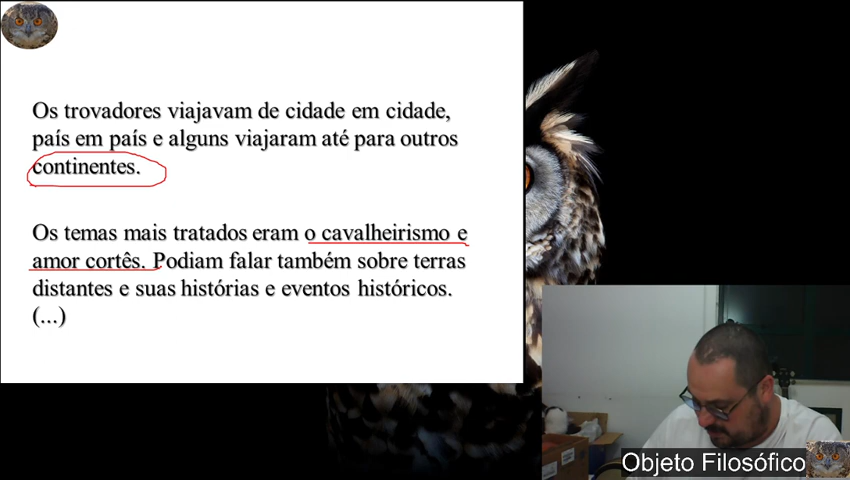 Os trovadores viajavam de cidade em cidade,
país em país e alguns viajaram até para outros
continentes.
Os temas mais tratados eram o cavalheirismo e
amor cortês. Podiam falar também sobre terras
distantes e suas histórias e eventos históricos.
(...)
Objeto Filosófico